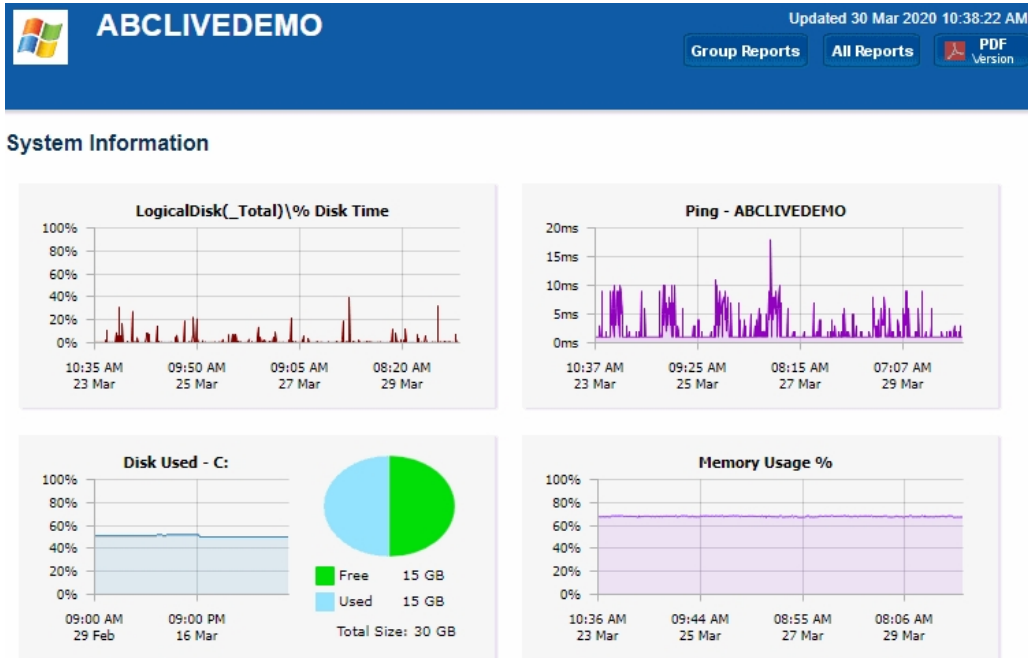 ABCLIVEDEMO
Updated 30 Mar 2020 10:38:22 AM
Group Reports
All Reports
PDF
Version
System Information
LogicalDisk(_Total)\% Disk Time
100%
80%
60%
40%
20%
0%
10:35 AM 09:50 AM 09:05 AM 08:20 AM
23 Mar 25 Mar 27 Mar 29 Mar
Ping - ABCLIVEDEMO
20ms
15ms
10ms
5ms
0ms
10:37 AM 09:25 AM 08:15 AM 07:07 AM
23 Mar 25 Mar 27 Mar 29 Mar
Disk Used - C:
100%
80%
60%
40%
20%
0%
09:00 AM 09:00 PM
29 Feb 16 Mar
Free 15 GB
Used 15 GB
Total Size: 30 GB
Memory Usage %
100%
80%
60%
40%
20%
0%
10:36 AM 09:44 AM 08:55 AM 08:06 AM
23 Mar 25 Mar 27 Mar 29 Mar